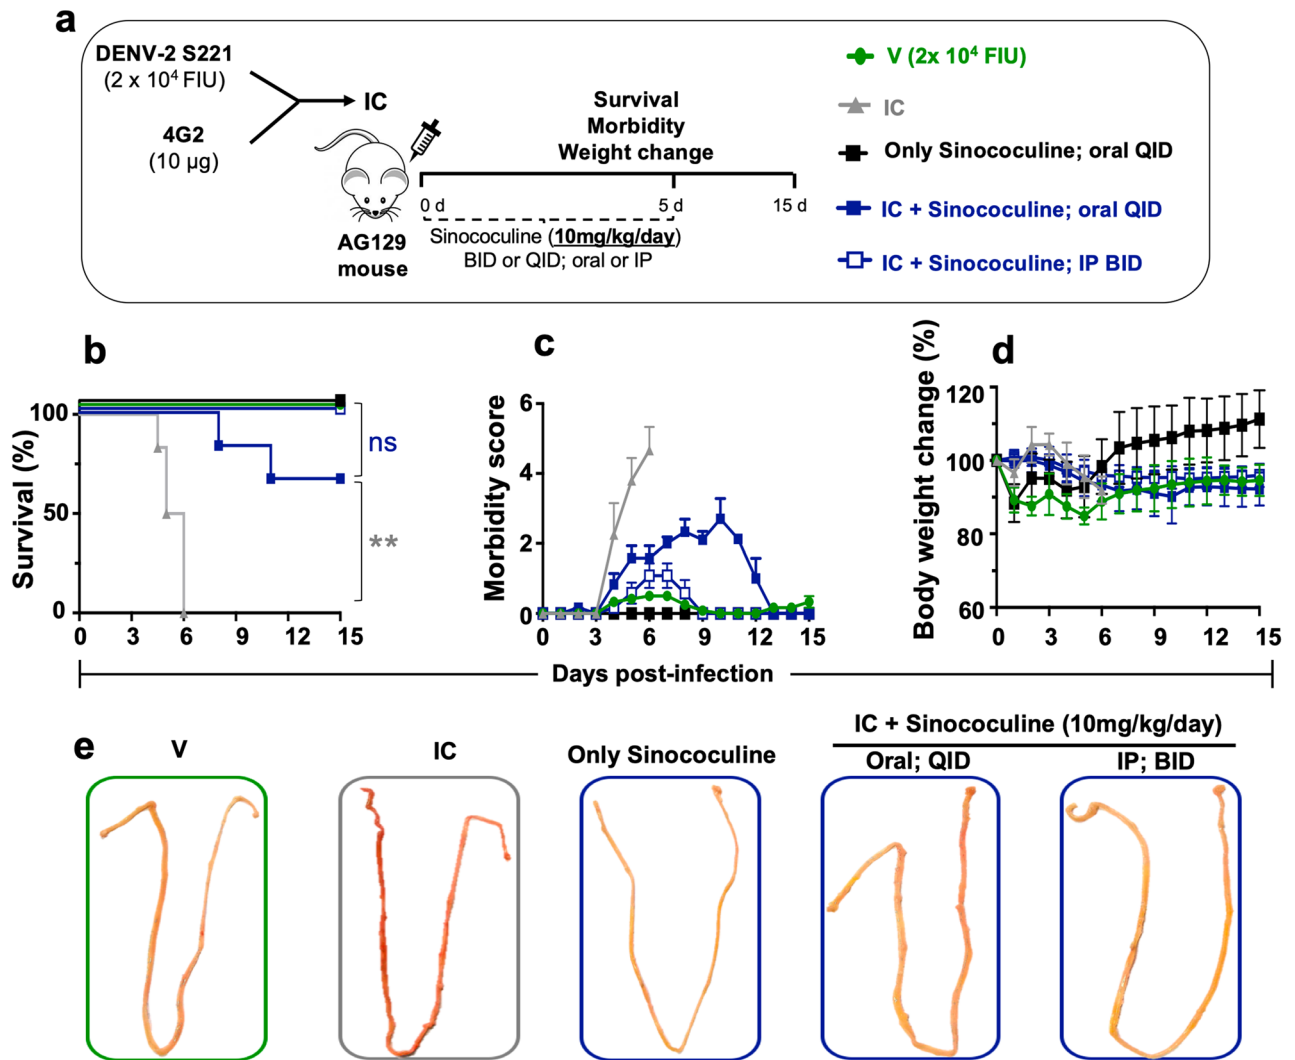 a
DENV-2 S221
(2 x 10⁴ FIU)
4G2
(10 µg)
IC
AG129
mouse
Survival
Morbidity
Weight change
0 d
5 d
15 d
Sinococuline (10mg/kg/day)
BID or QID; oral or IP
V (2x 10⁴ FIU)
IC
Only Sinococuline; oral QID
IC + Sinococuline; oral QID
IC + Sinococuline; IP BID
b
Survival (%)
100
50
0
0 3 6 9 12 15
ns
**
c
Morbidity score
6
4
2
0
0 3 6 9 12 15
d
Body weight change (%)
120
100
80
60
0 3 6 9 12 15
Days post-infection
e
V
IC
Only Sinococuline
IC + Sinococuline (10mg/kg/day)
Oral; QID
IP; BID